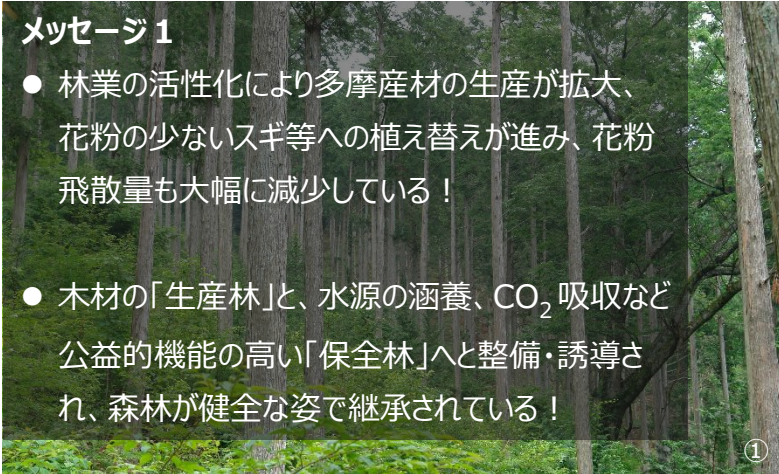 メッセージ1
● 林業の活性化により多摩産材の生産が拡大、
花粉の少ないスギ等への植え替えが進み、花粉
飛散量も大幅に減少している！
● 木材の「生産林」と、水源の涵養、CO₂吸収など
公益的機能の高い「保全林」へと整備・誘導さ
れ、森林が健全な姿で継承されている！
①